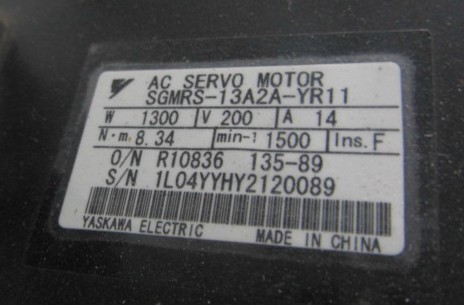 AC SERVO MOTOR
SGMRS-13A2A-YR11
W 1300 V 200 A 14
N·m 8.34 min-1 1500 Ins. F
O/N R10836 135-89
S/N 1L04YYHY2120089
YASKAWA ELECTRIC MADE IN CHINA